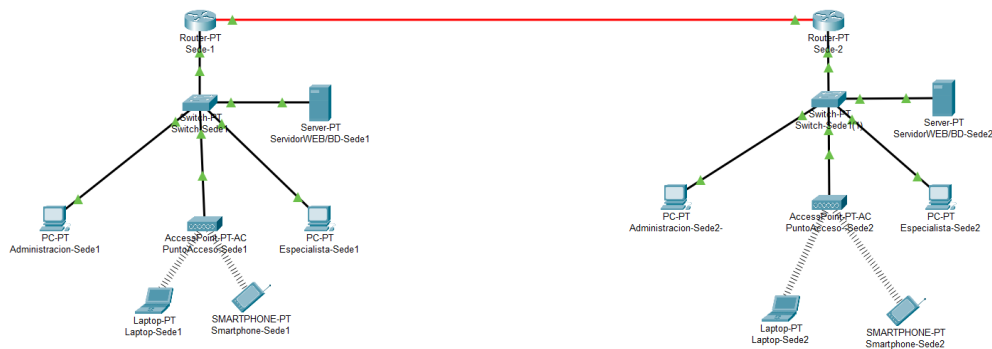 Router-PT
Sede-1
Router-PT
Sede-2
Switch-PT
Switch-Sede1
Server-PT
ServidorWEB/BD-Sede1
Switch-PT
Switch-Sede1(1)
Server-PT
ServidorWEB/BD-Sede2
PC-PT
Administracion-Sede1
AccessPoint-PT-AC
PuntoAcceso-Sede1
PC-PT
Especialista-Sede1
PC-PT
Administracion-Sede2-
AccessPoint-PT-AC
PuntoAcceso-Sede2
PC-PT
Especialista-Sede2
Laptop-PT
Laptop-Sede1
SMARTPHONE-PT
Smartphone-Sede1
Laptop-PT
Laptop-Sede2
SMARTPHONE-PT
Smartphone-Sede2